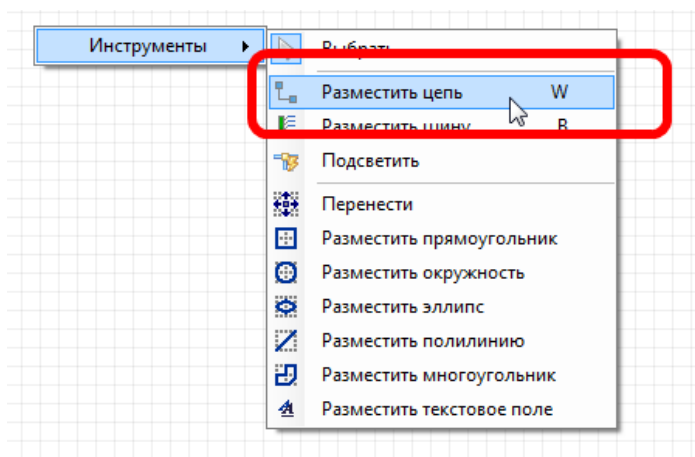 Инструменты
Выбрать
Разместить цепь W
Разместить шину B
Подсветить
Перенести
Разместить прямоугольник
Разместить окружность
Разместить эллипс
Разместить полилинию
Разместить многоугольник
Разместить текстовое поле